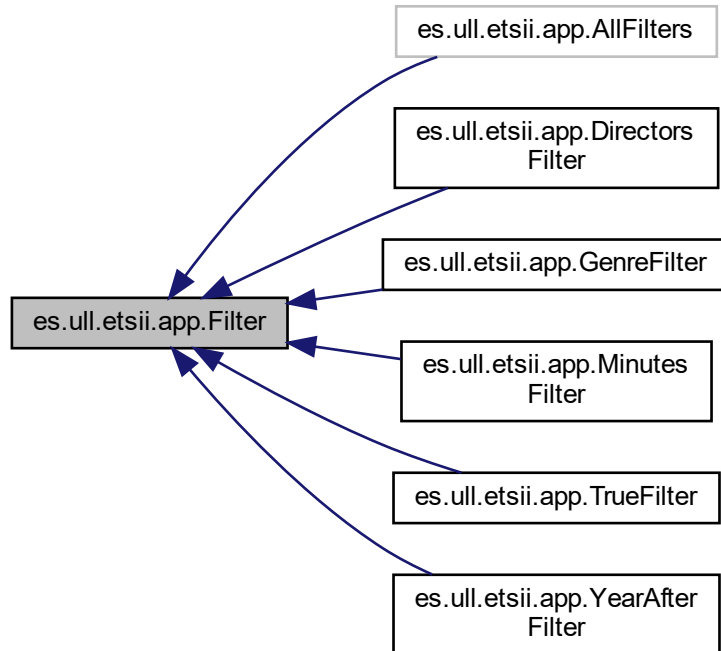 es.ull.etsii.app.AllFilters
es.ull.etsii.app.Directors
Filter
es.ull.etsii.app.GenreFilter
es.ull.etsii.app.Filter
es.ull.etsii.app.Minutes
Filter
es.ull.etsii.app.TrueFilter
es.ull.etsii.app.YearAfter
Filter